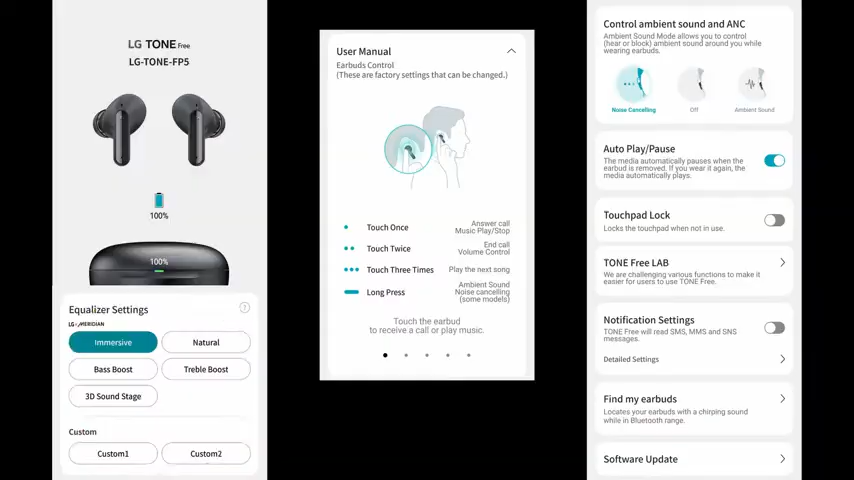 LG TONE Free
LG-TONE-FP5
100%
100%
Equalizer Settings
?
LG MERIDIAN
Immersive
Natural
Bass Boost
Treble Boost
3D Sound Stage
Custom
Custom1
Custom2
User Manual
Earbuds Control
(These are factory settings that can be changed.)
Touch Once
Answer call
Music Play/Stop
Touch Twice
End call
Volume Control
Touch Three Times
Play the next song
Long Press
Ambient Sound
Noise cancelling
(some models)
Touch the earbud
to receive a call or play music.
Control ambient sound and ANC
Ambient Sound Mode allows you to control
(hear or block) ambient sound around you while
wearing earbuds.
Noise Cancelling
Off
Ambient Sound
Auto Play/Pause
The media automatically pauses when the
earbud is removed. If you wear it again, the
media automatically plays.
Touchpad Lock
Locks the touchpad when not in use.
TONE Free LAB
We are challenging various functions to make it
easier for users to use TONE Free.
Notification Settings
TONE Free will read SMS, MMS and SNS
messages.
Detailed Settings
Find my earbuds
Locates your earbuds with a chirping sound
while in Bluetooth range.
Software Update